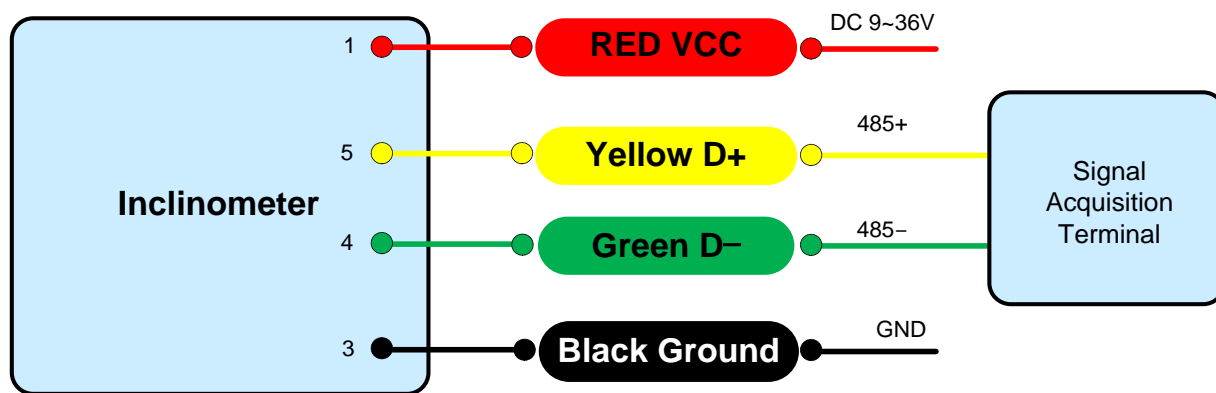 DC 9~36V
1
RED VCC
485+
5
Yellow D+
Inclinometer
Signal
Acquisition
Terminal
485−
4
Green D−
GND
3
Black Ground